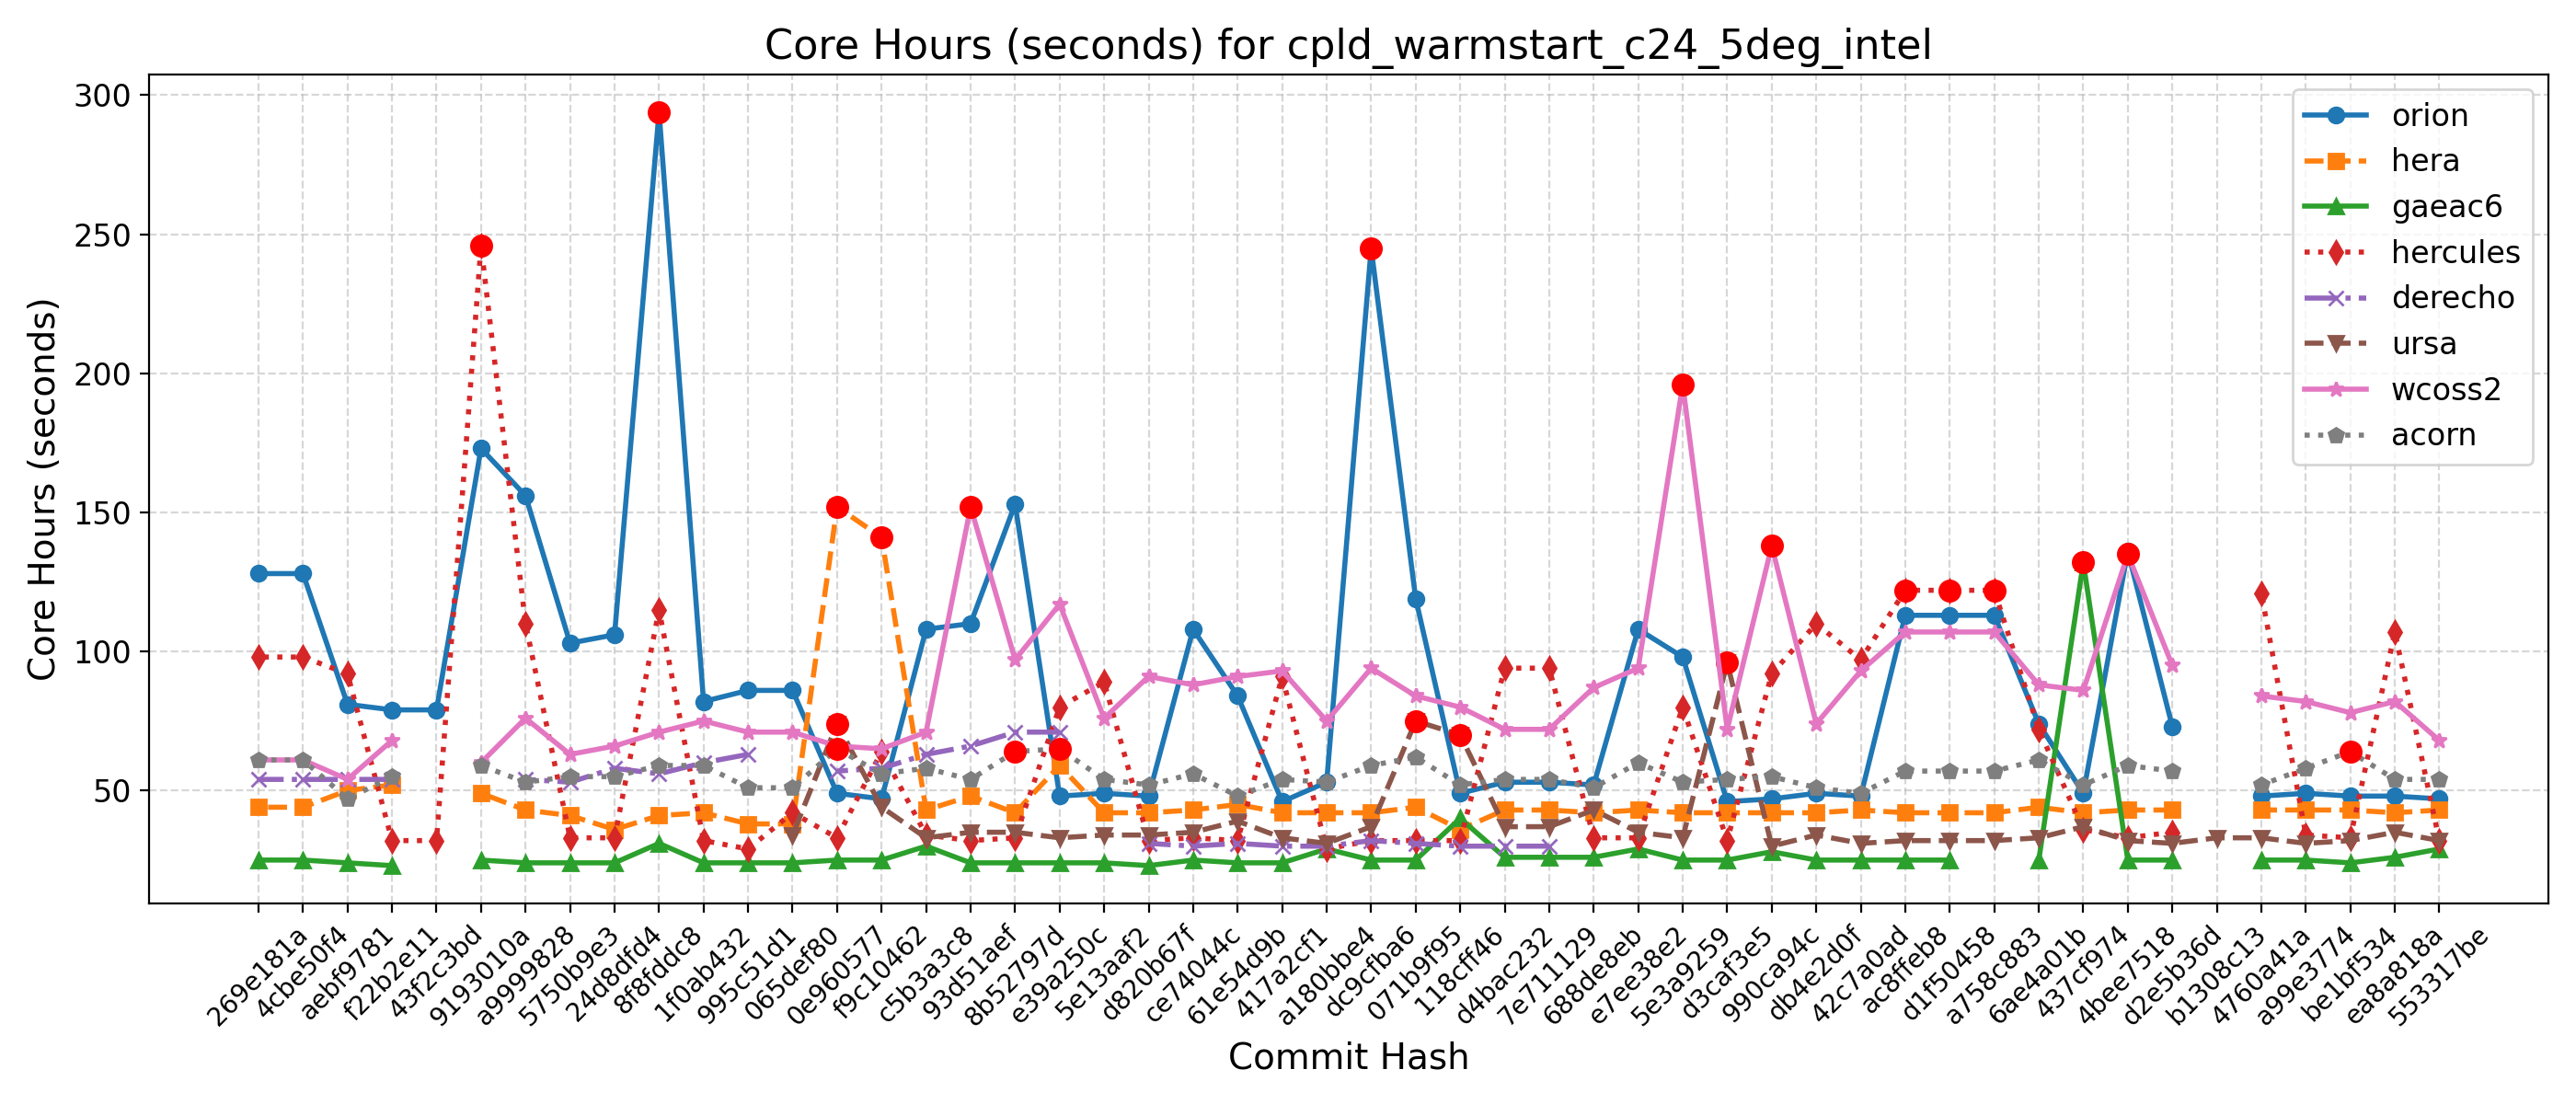 Core Hours (seconds) for cpld_warmstart_c24_5deg_intel
Core Hours (seconds)
300
250
200
150
100
50
orion
hera
gaeac6
hercules
derecho
ursa
wcoss2
acorn
269e181a
4cbe50f4
aebf9781
f22b2e11
43f2c3bd
9193010a
a9999828
5750b9e3
24d8dfd4
8f8fddc8
1f0ab432
995c51d1
065def80
0e960577
f9c10462
c5b3a3c8
93d51aef
8b52797d
e39a250c
5e13aaf2
d820b67f
ce74044c
61e54d9b
417a2cf1
a180bbe4
dc9cfba6
071b9f95
118cff46
d4bac232
7e711129
688de8eb
e7ee38e2
5e3a9259
d3caf3e5
990ca94c
db4e2d0f
42c7a0ad
ac8ffeb8
d1f50458
a758c883
6ae4a01b
437cf974
4bee7518
d2e5b36d
b1308c13
4760a41a
a99e3774
be1bf534
ea8a818a
553317be
Commit Hash